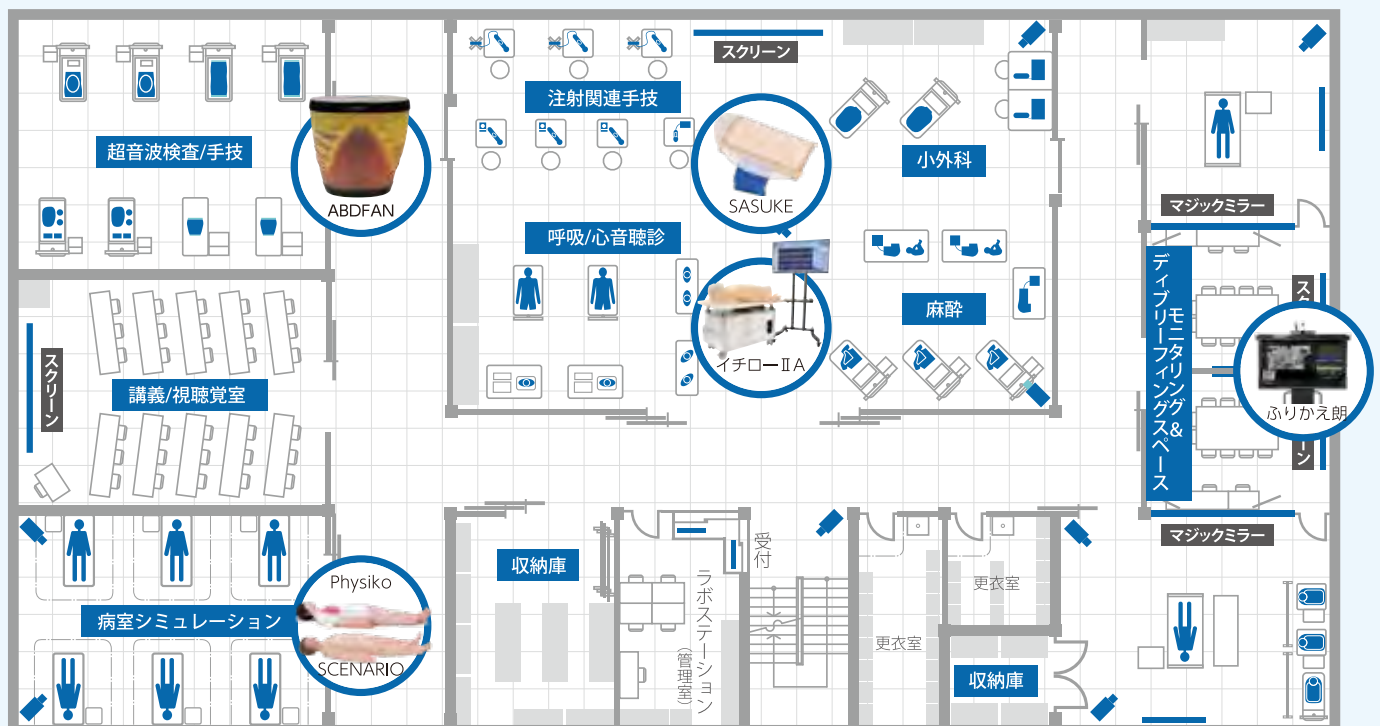 スクリーン
注射関連手技
超音波検査/手技
ABDFAN
SASUKE
小外科
マジックミラー
呼吸/心音聴診
イチローⅡA
麻酔
モニタリング&
ディブリーフィングスペース
スク
ふりかえ朗
ーン
スクリーン
講義/視聴覚室
マジックミラー
Physiko
SCENARIO
病室シミュレーション
収納庫
受付
ラボステーション
(管理室)
更衣室
更衣室
収納庫